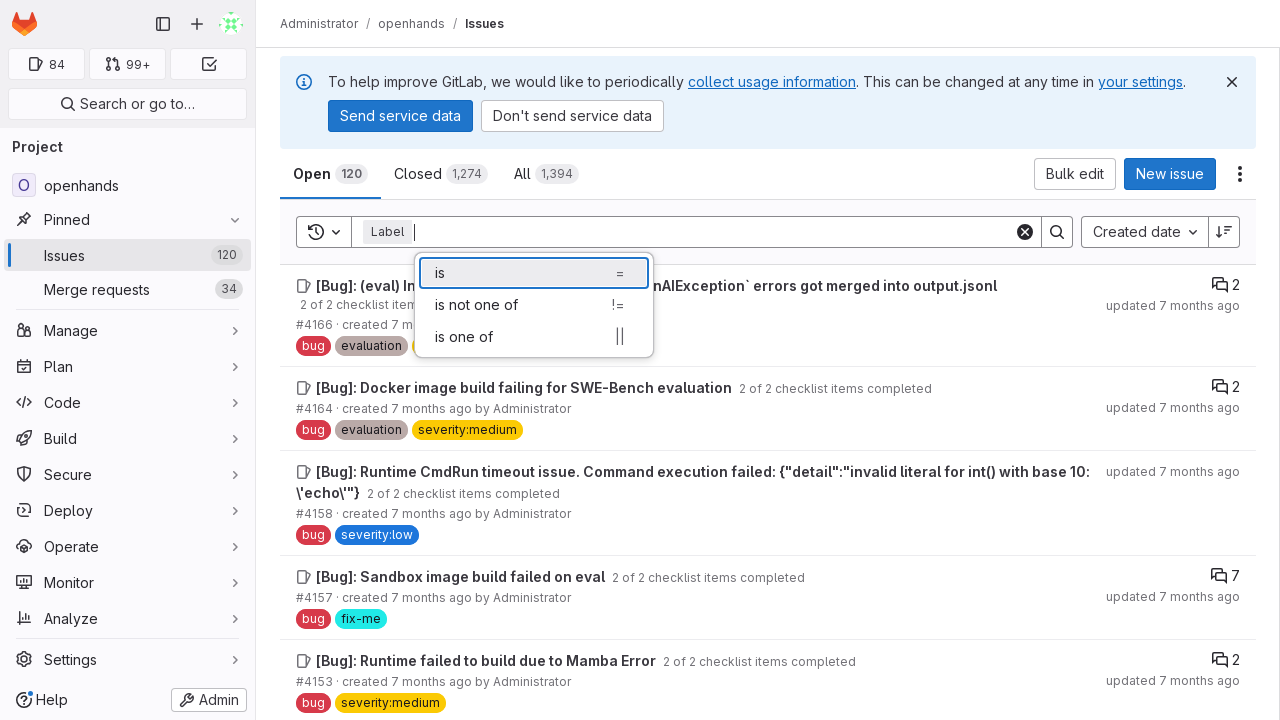 Administrator / openhands / Issues
84
99+
Search or go to…
Project
O openhands
Pinned
Issues 120
Merge requests 34
Manage
Plan
Code
Build
Secure
Deploy
Operate
Monitor
Analyze
Settings
Help
Admin
To help improve GitLab, we would like to periodically collect usage information. This can be changed at any time in your settings.
Send service data
Don't send service data
Open 120
Closed 1,274
All 1,394
Bulk edit
New issue
Label
Created date
is =
is not one of !=
is one of ||
[Bug]: (eval) In nAIException` errors got merged into output.jsonl
2
2 of 2 checklist item
updated 7 months ago
#4166 · created 7 m
bug evaluation
[Bug]: Docker image build failing for SWE-Bench evaluation 2 of 2 checklist items completed
2
#4164 · created 7 months ago by Administrator
updated 7 months ago
bug evaluation severity:medium
[Bug]: Runtime CmdRun timeout issue. Command execution failed: {"detail":"invalid literal for int() with base 10:
\'echo\'"} 2 of 2 checklist items completed
updated 7 months ago
#4158 · created 7 months ago by Administrator
bug severity:low
[Bug]: Sandbox image build failed on eval 2 of 2 checklist items completed
7
#4157 · created 7 months ago by Administrator
updated 7 months ago
bug fix-me
[Bug]: Runtime failed to build due to Mamba Error 2 of 2 checklist items completed
2
#4153 · created 7 months ago by Administrator
updated 7 months ago
bug severity:medium